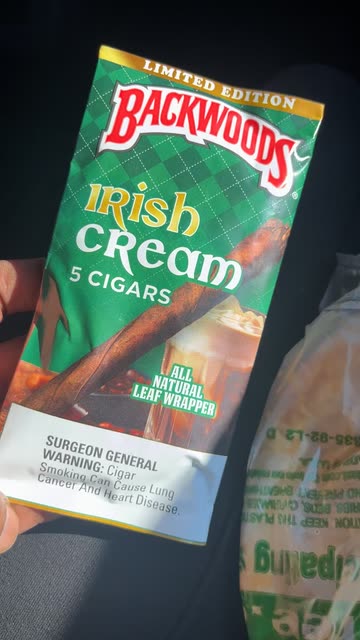 LIMITED EDITION
BACKWOODS®
IRish
CReam
5 CIGARS
ALL
NATURAL
LEAF WRAPPER
SURGEON GENERAL
WARNING: Cigar
Smoking Can Cause Lung
Cancer And Heart Disease.